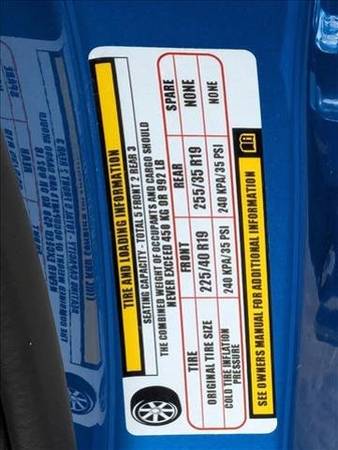 TIRE AND LOADING INFORMATION
SEATING CAPACITY - TOTAL 5 FRONT 2 REAR 3
THE COMBINED WEIGHT OF OCCUPANTS AND CARGO SHOULD
NEVER EXCEED 450 KG OR 992 LB
TIRE FRONT REAR SPARE
ORIGINAL TIRE SIZE 225/40 R19 255/35 R19 NONE
COLD TIRE INFLATION
PRESSURE 240 KPA/35 PSI 240 KPA/35 PSI NONE
SEE OWNERS MANUAL FOR ADDITIONAL INFORMATION